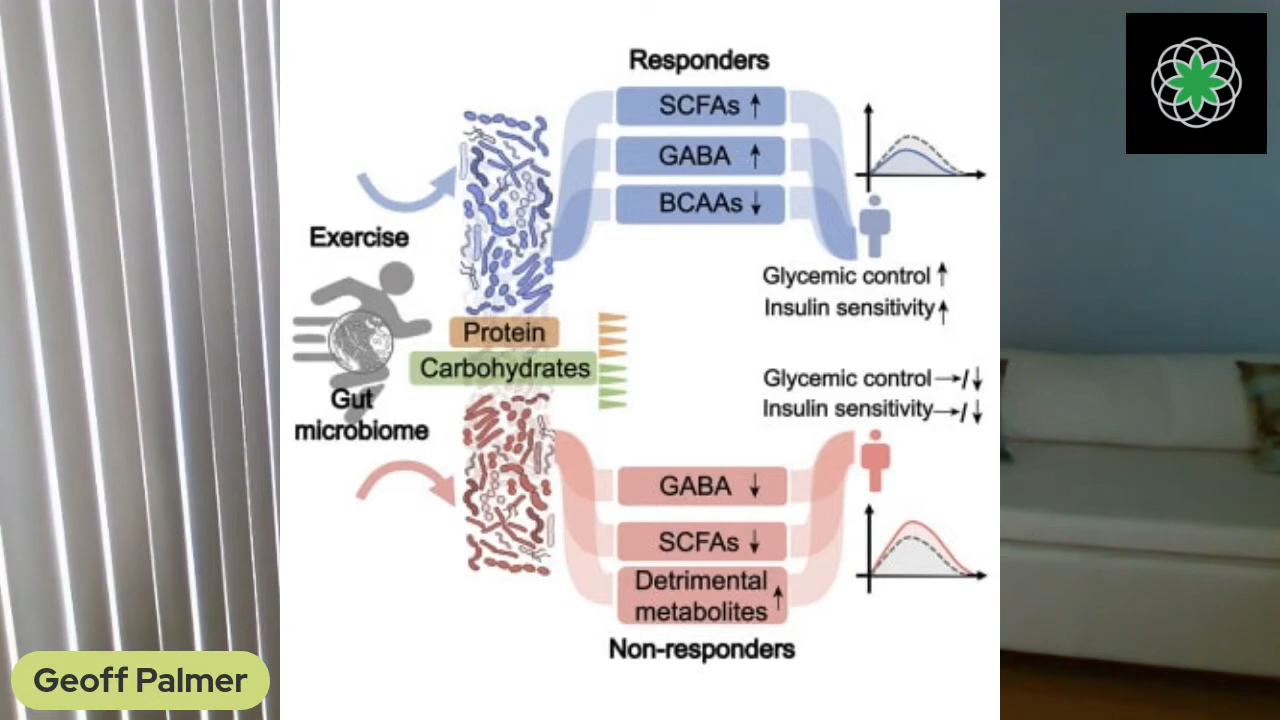 Responders
SCFAs ↑
GABA ↑
BCAAs ↓
Exercise
Glycemic control ↑
Insulin sensitivity ↑
Protein
Carbohydrates
Glycemic control →/↓
Insulin sensitivity →/↓
Gut
microbiome
GABA ↓
SCFAs ↓
Detrimental
metabolites ↑
Non-responders
Geoff Palmer